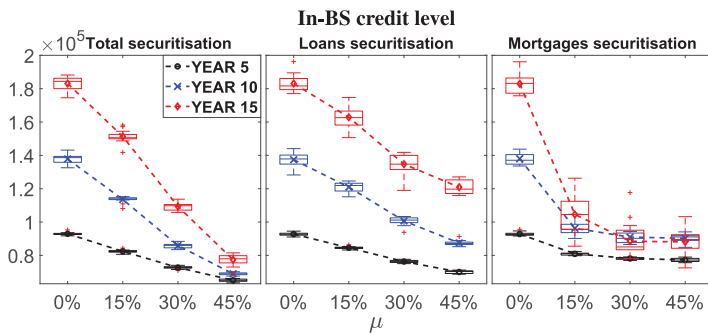 In-BS credit level
×10⁵ Total securitisation Loans securitisation Mortgages securitisation
2
1.8
1.6
1.4
1.2
1
0.8
YEAR 5
YEAR 10
YEAR 15
0% 15% 30% 45% 0% 15% 30% 45% 0% 15% 30% 45%
μ